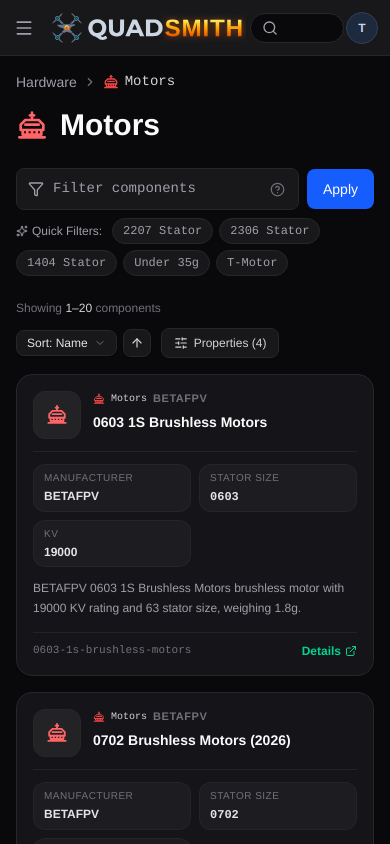 QUADSMITH
T
Hardware > Motors
Motors
Filter components
Apply
Quick Filters: 2207 Stator 2306 Stator
1404 Stator Under 35g T-Motor
Showing 1–20 components
Sort: Name Properties (4)
Motors BETAFPV
0603 1S Brushless Motors
MANUFACTURER STATOR SIZE
BETAFPV 0603
KV
19000
BETAFPV 0603 1S Brushless Motors brushless motor with
19000 KV rating and 63 stator size, weighing 1.8g.
0603-1s-brushless-motors Details
Motors BETAFPV
0702 Brushless Motors (2026)
MANUFACTURER STATOR SIZE
BETAFPV 0702